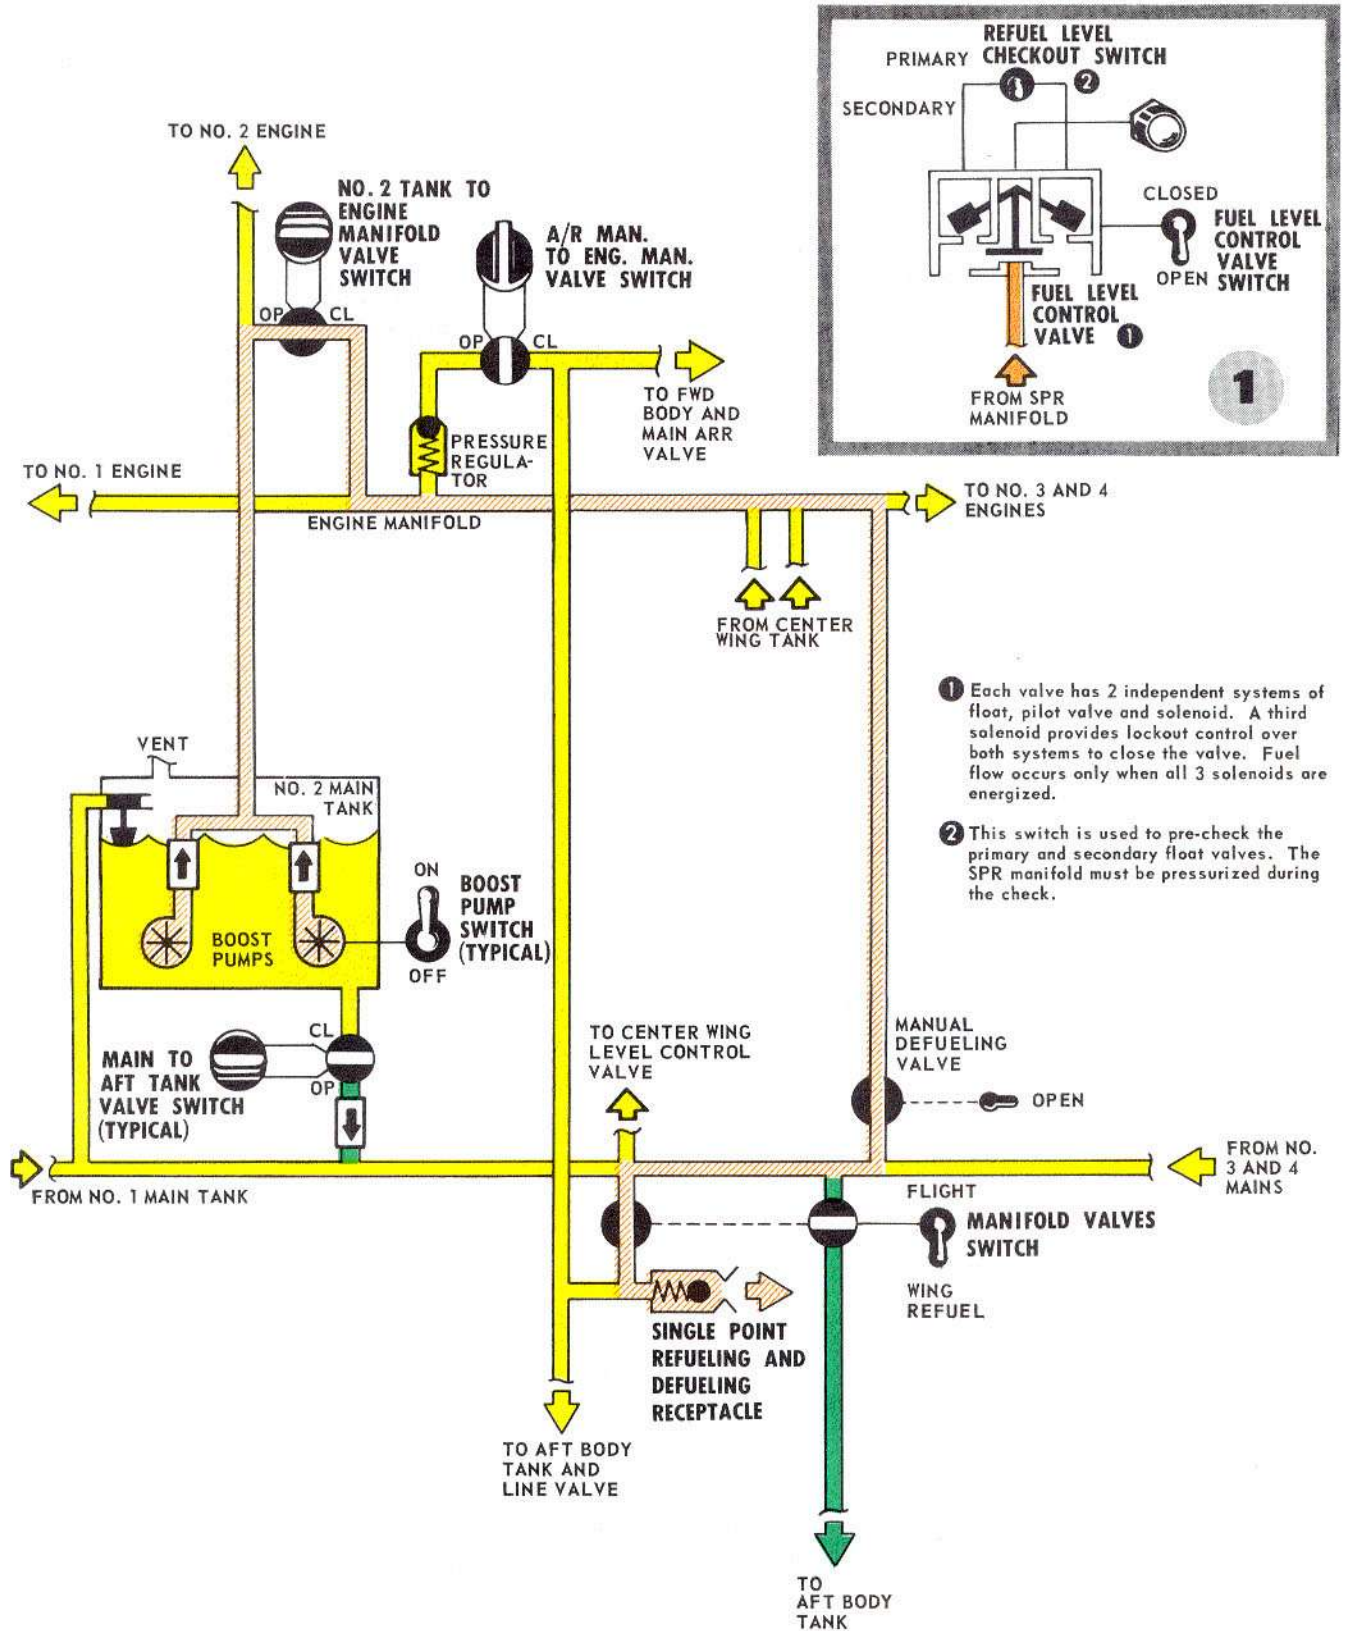 REFUEL LEVEL
CHECKOUT SWITCH
PRIMARY
2
SECONDARY
CLOSED
FUEL LEVEL
CONTROL
VALVE
SWITCH
OPEN
FUEL LEVEL
CONTROL
VALVE 1
FROM SPR
MANIFOLD
1
TO NO. 2 ENGINE
NO. 2 TANK TO
ENGINE
MANIFOLD
VALVE
SWITCH
OP CL
A/R MAN.
TO ENG. MAN.
VALVE SWITCH
OP CL
TO FWD
BODY AND
MAIN ARR
VALVE
PRESSURE
REGULA-
TOR
TO NO. 1 ENGINE
ENGINE MANIFOLD
TO NO. 3 AND 4
ENGINES
FROM CENTER
WING TANK
1 Each valve has 2 independent systems of
float, pilot valve and solenoid. A third
solenoid provides lockout control over
both systems to close the valve. Fuel
flow occurs only when all 3 solenoids are
energized.
2 This switch is used to pre-check the
primary and secondary float valves. The
SPR manifold must be pressurized during
the check.
VENT
NO. 2 MAIN
TANK
BOOST
PUMPS
ON
OFF
BOOST
PUMP
SWITCH
(TYPICAL)
MAIN TO
AFT TANK
VALVE SWITCH
(TYPICAL)
CL
OP
TO CENTER WING
LEVEL CONTROL
VALVE
MANUAL
DEFUELING
VALVE
OPEN
FROM NO. 1 MAIN TANK
FROM NO.
3 AND 4
MAINS
FLIGHT
MANIFOLD VALVES
SWITCH
WING
REFUEL
SINGLE POINT
REFUELING AND
DEFUELING
RECEPTACLE
TO AFT BODY
TANK AND
LINE VALVE
TO
AFT BODY
TANK